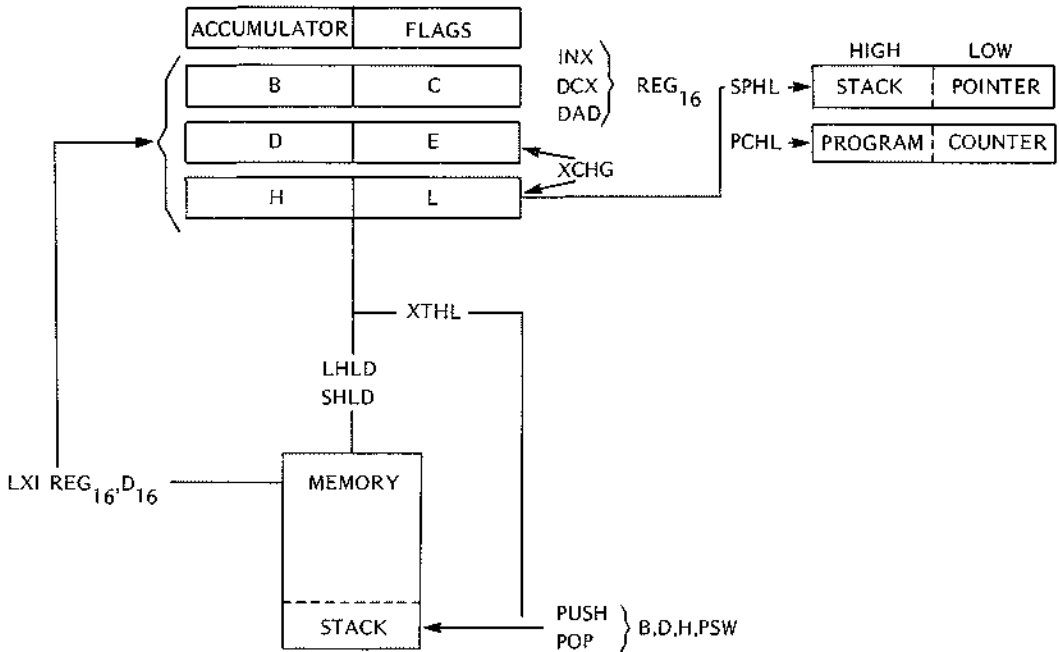 ACCUMULATOR FLAGS
HIGH LOW
B C
INX
DCX
DAD
REG16
SPHL
STACK POINTER
D E
XCHG
PCHL
PROGRAM COUNTER
H L
XTHL
LHLD
SHLD
LXI REG16,D16
MEMORY
STACK
PUSH
POP
B,D,H,PSW